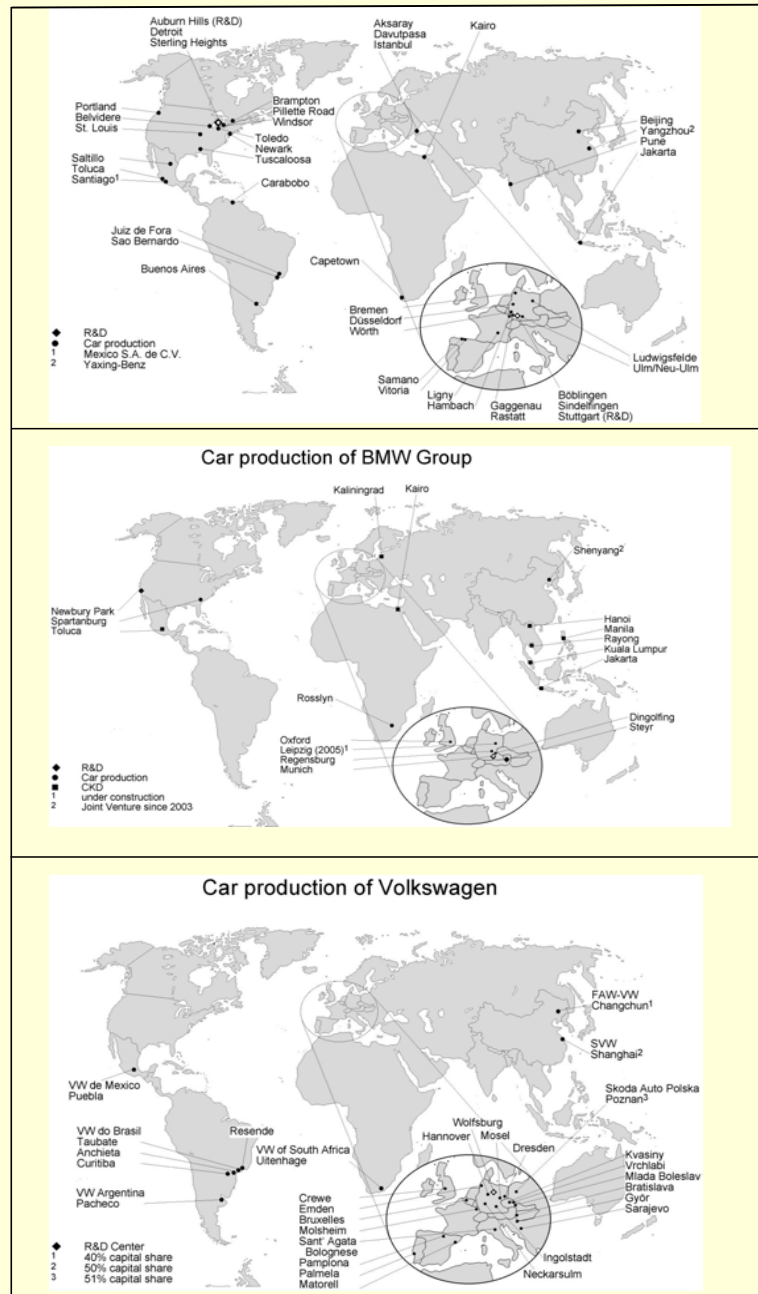 Auburn Hills (R&D)
Detroit
Sterling Heights
Aksaray
Davutpasa
Istanbul
Kairo
Portland
Belvidere
St. Louis
Brampton
Pillette Road
Windsor
Toledo
Newark
Tuscaloosa
Beijing
Yangzhou²
Pune
Jakarta
Saltillo
Toluca
Santiago¹
Carabobo
Juiz de Fora
Sao Bernardo
Buenos Aires
Capetown
Bremen
Düsseldorf
Wörth
Samano
Vitoria
Ligny
Hambach
Gaggenau
Rastatt
Böblingen
Sindelfingen
Stuttgart (R&D)
Ludwigsfelde
Ulm/Neu-Ulm
R&D
Car production
1 Mexico S.A. de C.V.
2 Yaxing-Benz
Car production of BMW Group
Kaliningrad
Kairo
Shenyang²
Newbury Park
Spartanburg
Toluca
Hanoi
Manila
Rayong
Kuala Lumpur
Jakarta
Rosslyn
Oxford
Leipzig (2005)¹
Regensburg
Munich
Dingolfing
Steyr
R&D
Car production
CKD
1 under construction
2 Joint Venture since 2003
Car production of Volkswagen
FAW-VW
Changchun¹
SVW
Shanghai²
VW de Mexico
Puebla
Skoda Auto Polska
Poznan³
VW do Brasil
Taubate
Anchieta
Curitiba
Resende
VW of South Africa
Uitenhage
Wolfsburg
Hannover
Mosel
Dresden
VW Argentina
Pacheco
Crewe
Emden
Bruxelles
Molsheim
Sant' Agata
Bolognese
Pamplona
Palmela
Matorell
Kvasiny
Vrchlabi
Mlada Boleslav
Bratislava
Györ
Sarajevo
Ingolstadt
Neckarsulm
R&D Center
1 40% capital share
2 50% capital share
3 51% capital share